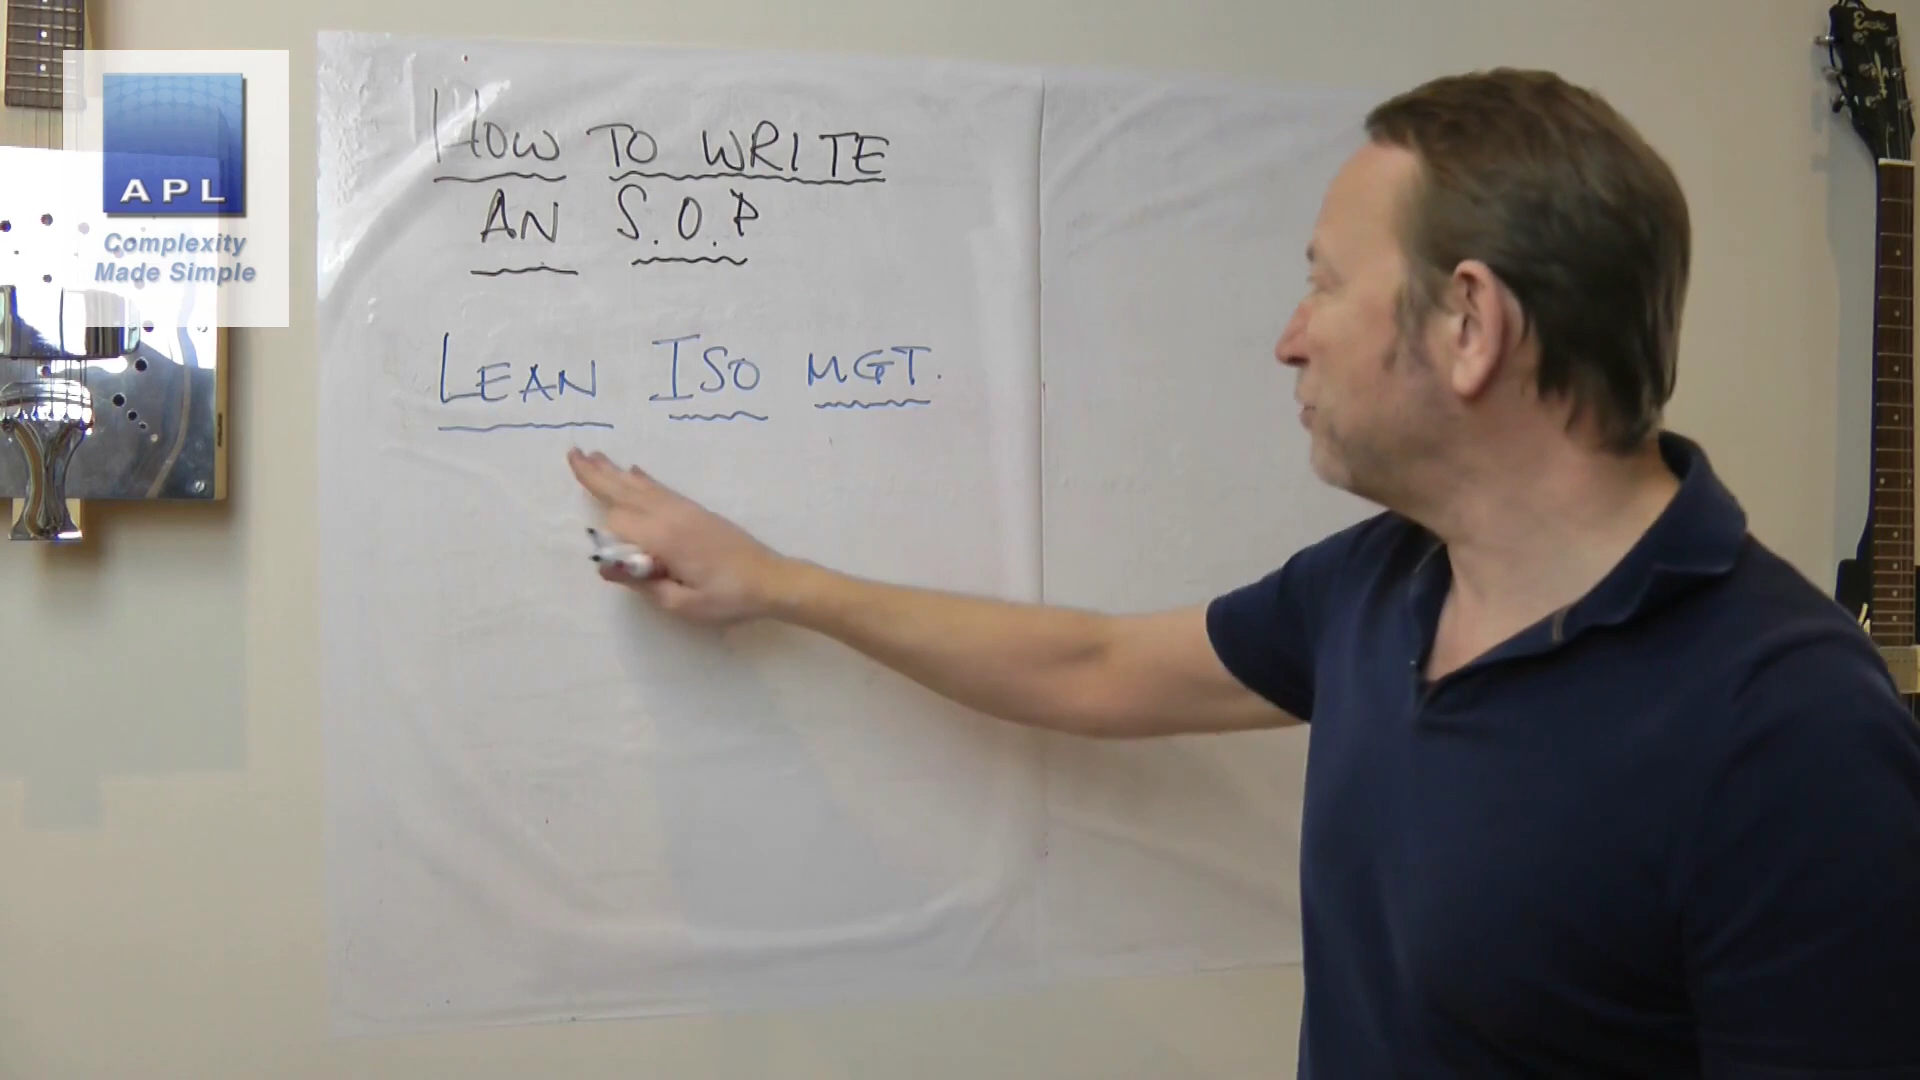 HOW TO WRITE
AN S.O.P
LEAN ISO MGT.
APL
Complexity
Made Simple